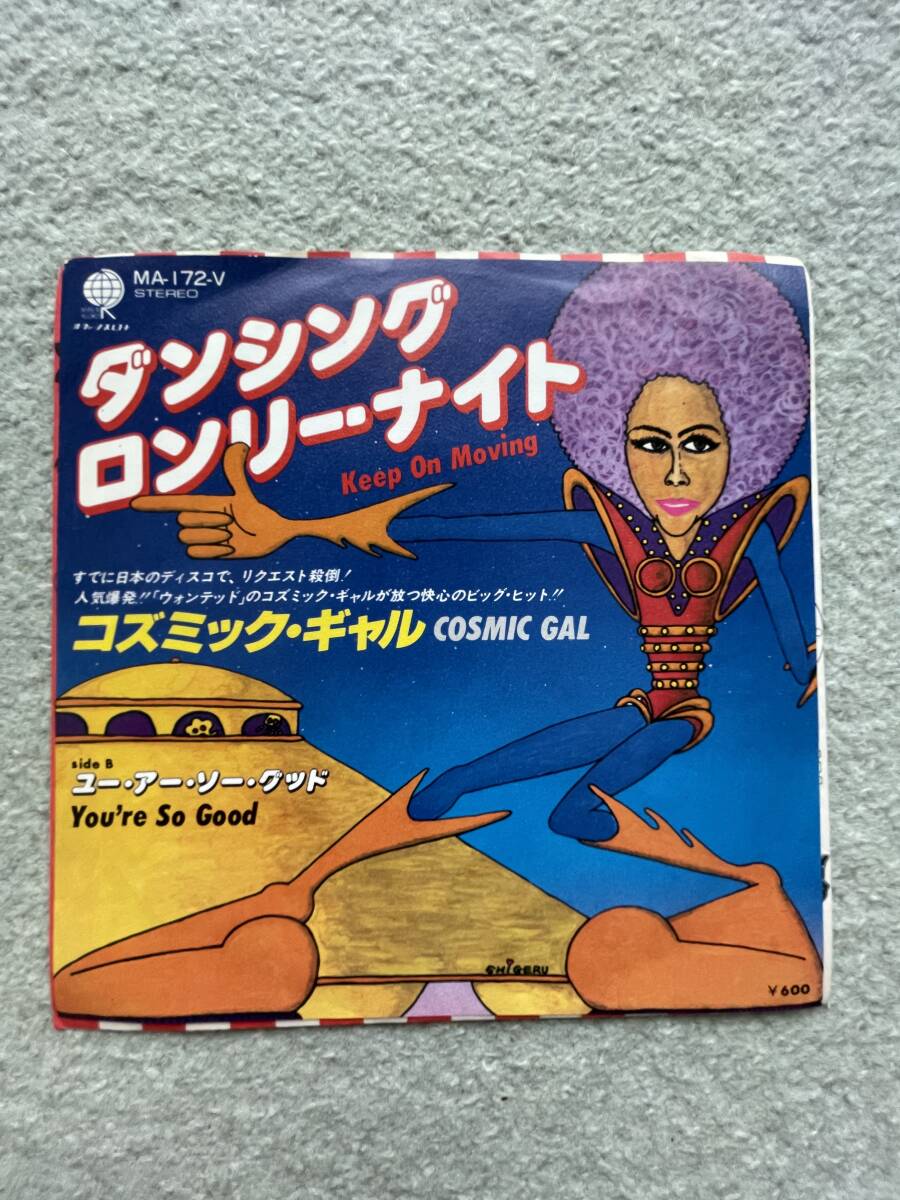 MA-172-V
STEREO
ダンシング
ロンリー・ナイト
Keep On Moving
すでに日本のディスコで、リクエスト殺倒!
人気爆発!!「ウォンテッド」のコズミック・ギャルが放つ快心のビッグ・ヒット!!
コズミック・ギャル COSMIC GAL
side B
ユー・アー・ソー・グッド
You're So Good
SHIGERU
¥600